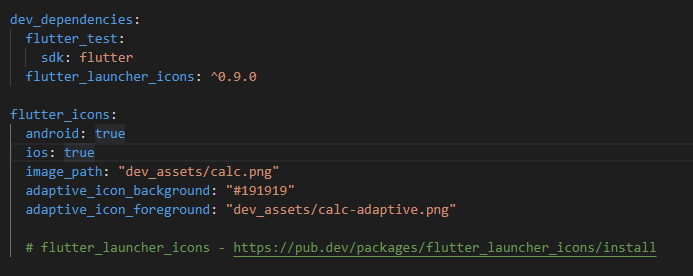 dev_dependencies:
  flutter_test:
    sdk: flutter
  flutter_launcher_icons: ^0.9.0
flutter_icons:
  android: true
  ios: true
  image_path: "dev_assets/calc.png"
  adaptive_icon_background: "#191919"
  adaptive_icon_foreground: "dev_assets/calc-adaptive.png"
  # flutter_launcher_icons - https://pub.dev/packages/flutter_launcher_icons/install